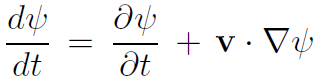 dψ/dt = ∂ψ/∂t + v · ∇ψ